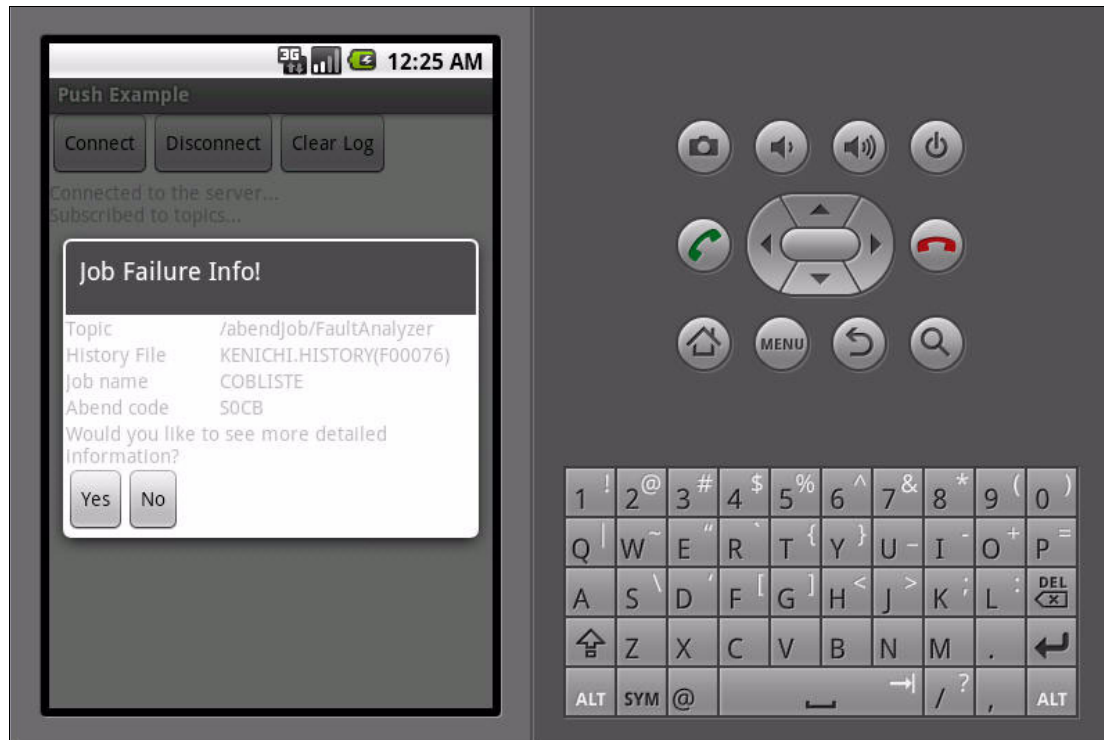 3G 12:25 AM
Push Example
Connect Disconnect Clear Log
Connected to the server...
Subscribed to topics...
Job Failure Info!
Topic /abendJob/FaultAnalyzer
History File KENICHI.HISTORY(F00076)
Job name COBLISTE
Abend code S0CB
Would you like to see more detailed
information?
Yes No
MENU
1 ! 2 @ 3 # 4 $ 5 % 6 ^ 7 & 8 * 9 ( 0 )
Q | W ~ E " R ` T { Y } U - I - O + P =
A S \ D ' F [ G ] H < J > K ; L : DEL
Z X C V B N M .
ALT SYM @ / ? , ALT